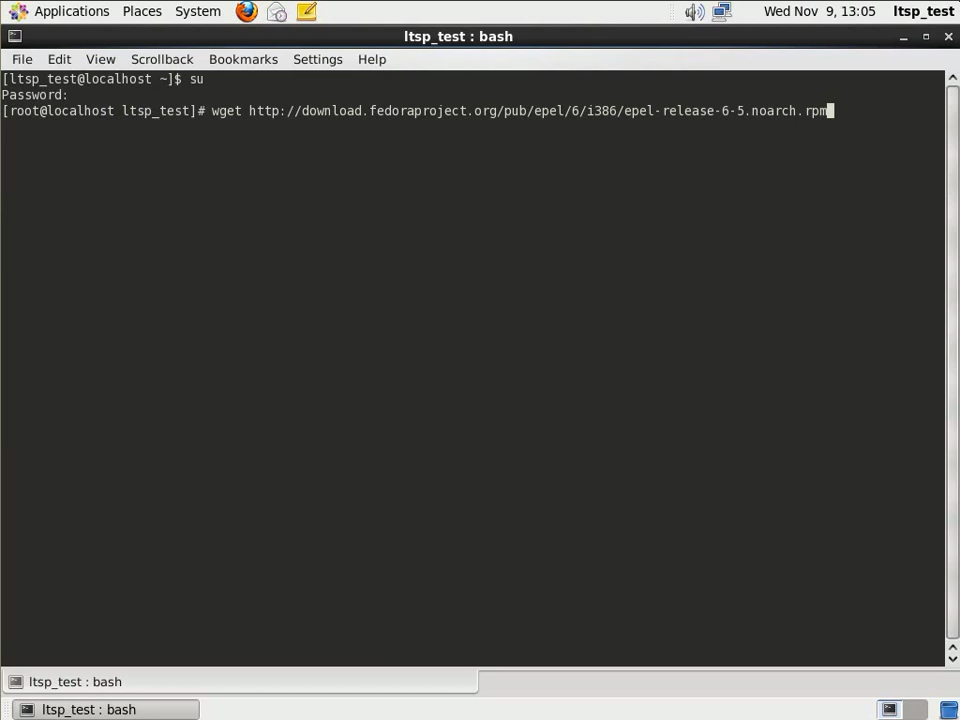 Applications Places System Wed Nov 9, 13:05 ltsp_test
ltsp_test : bash
File Edit View Scrollback Bookmarks Settings Help
[ltsp_test@localhost ~]$ su
Password:
[root@localhost ltsp_test]# wget http://download.fedoraproject.org/pub/epel/6/i386/epel-release-6-5.noarch.rpm
ltsp_test : bash
ltsp_test : bash